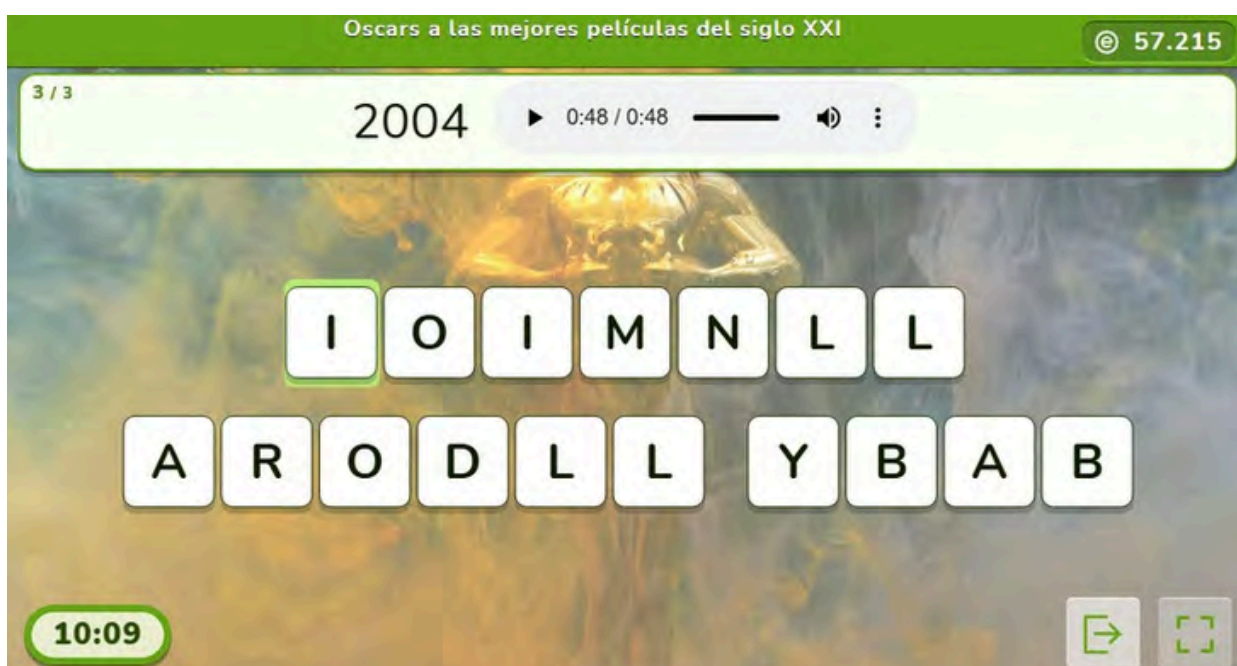 Oscars a las mejores películas del siglo XXI
@ 57.215
3 / 3
2004
0:48 / 0:48
I O I M N L L
A R O D L L Y B A B
10:09